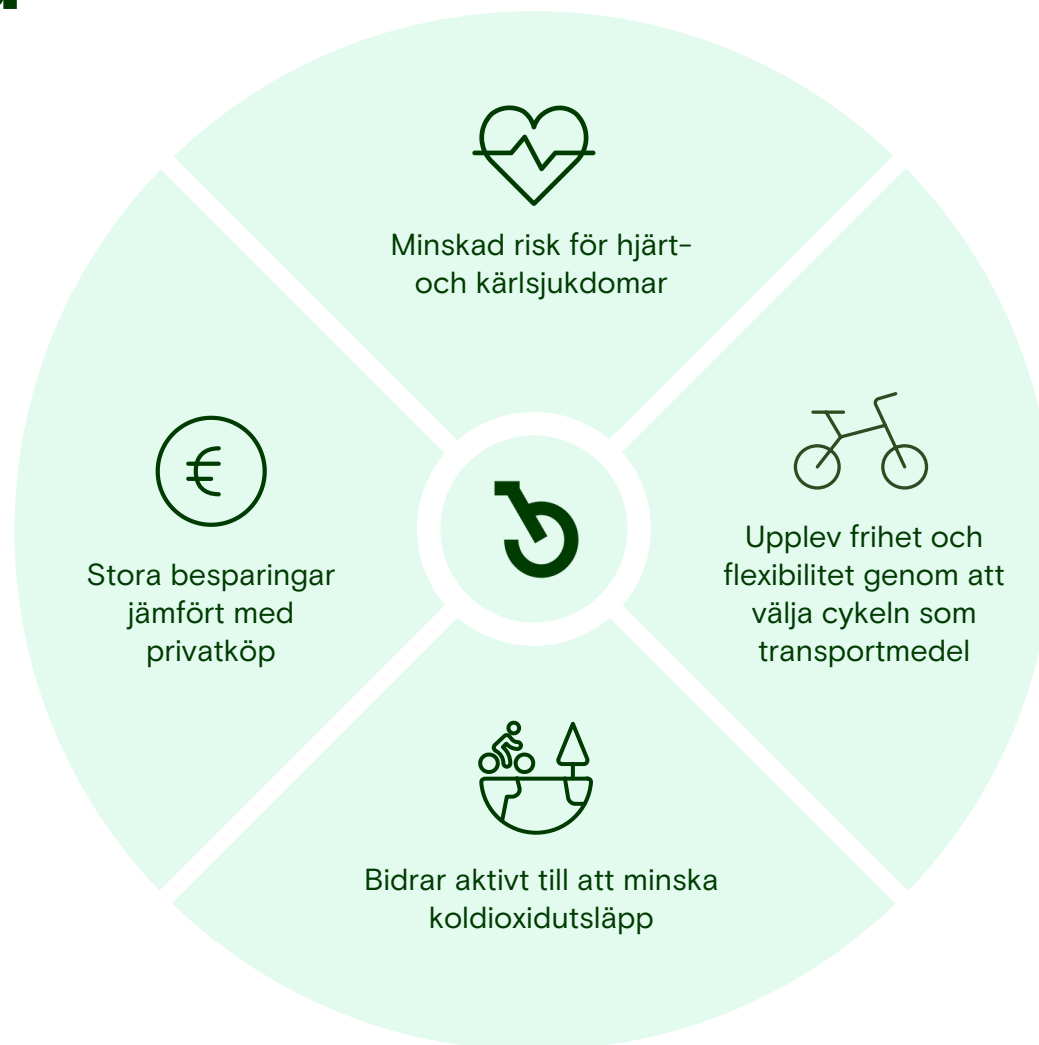 Minskad risk för hjärt-
och kärlsjukdomar
Stora besparingar
jämfört med
privatköp
Upplev frihet och
flexibilitet genom att
välja cykeln som
transportmedel
Bidrar aktivt till att minska
koldioxidutsläpp